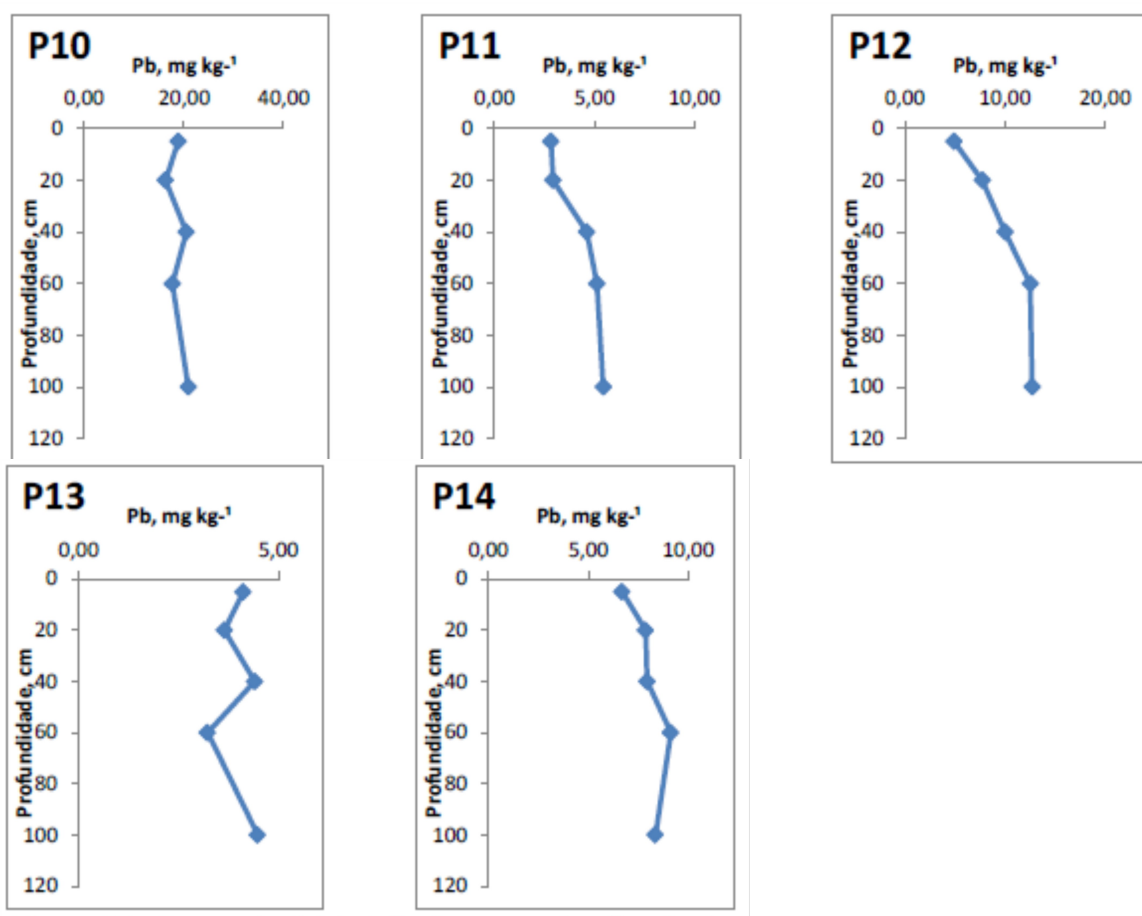 P10
Pb, mg kg-¹
0,00 20,00 40,00
0
20
40
60
80
100
120
Profundidade, cm
P11
Pb, mg kg-¹
0,00 5,00 10,00
0
20
40
60
80
100
120
Profundidade, cm
P12
Pb, mg kg-¹
0,00 10,00 20,00
0
20
40
60
80
100
120
Profundidade, cm
P13
Pb, mg kg-¹
0,00 5,00
0
20
40
60
80
100
120
Profundidade, cm
P14
Pb, mg kg-¹
0,00 5,00 10,00
0
20
40
60
80
100
120
Profundidade, cm